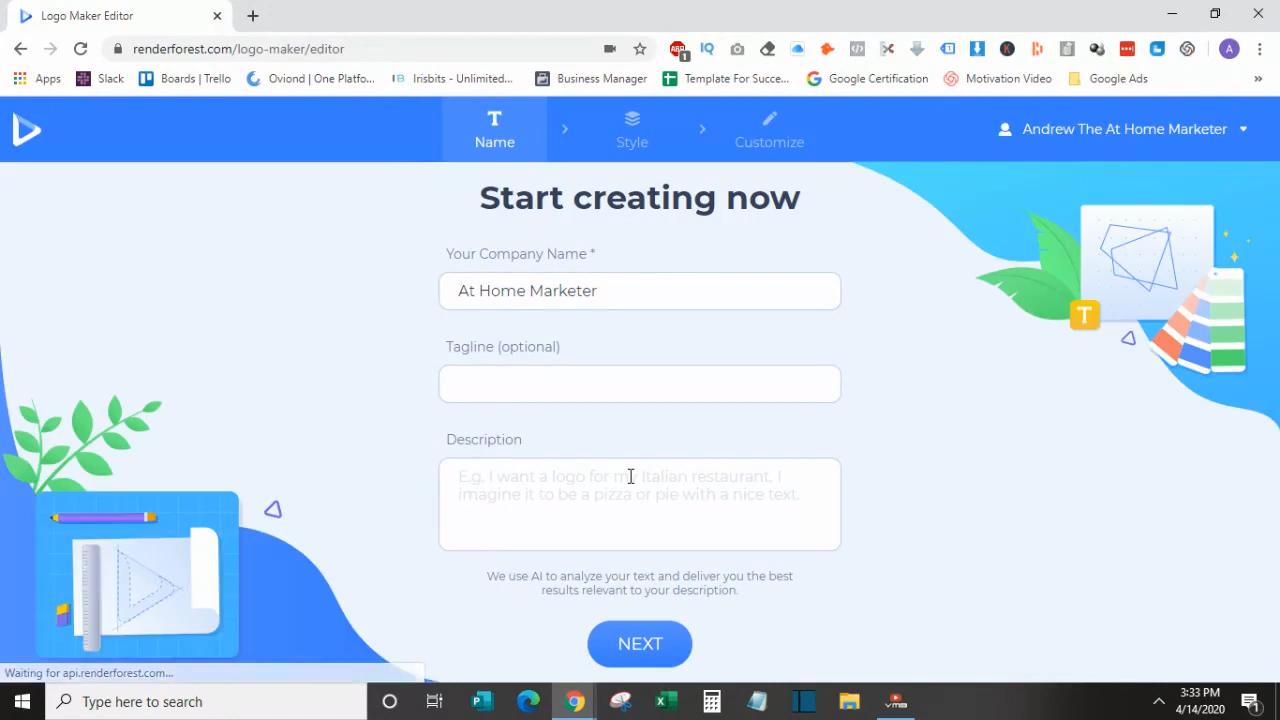 Logo Maker Editor
renderforest.com/logo-maker/editor
1
A
Apps
Slack
Boards | Trello
Oviond | One Platfo...
Irisbits - Unlimited...
Business Manager
Template For Succe...
Google Certification
Motivation Video
Google Ads
»
Name
Style
Customize
Andrew The At Home Marketer
Start creating now
Your Company Name *
At Home Marketer
Tagline (optional)
Description
E.g. I want a logo for my Italian restaurant, I
imagine it to be a pizza or pie with a nice text.
We use AI to analyze your text and deliver you the best
results relevant to your description.
NEXT
T
Waiting for api.renderforest.com...
Type here to search
3:33 PM
4/14/2020